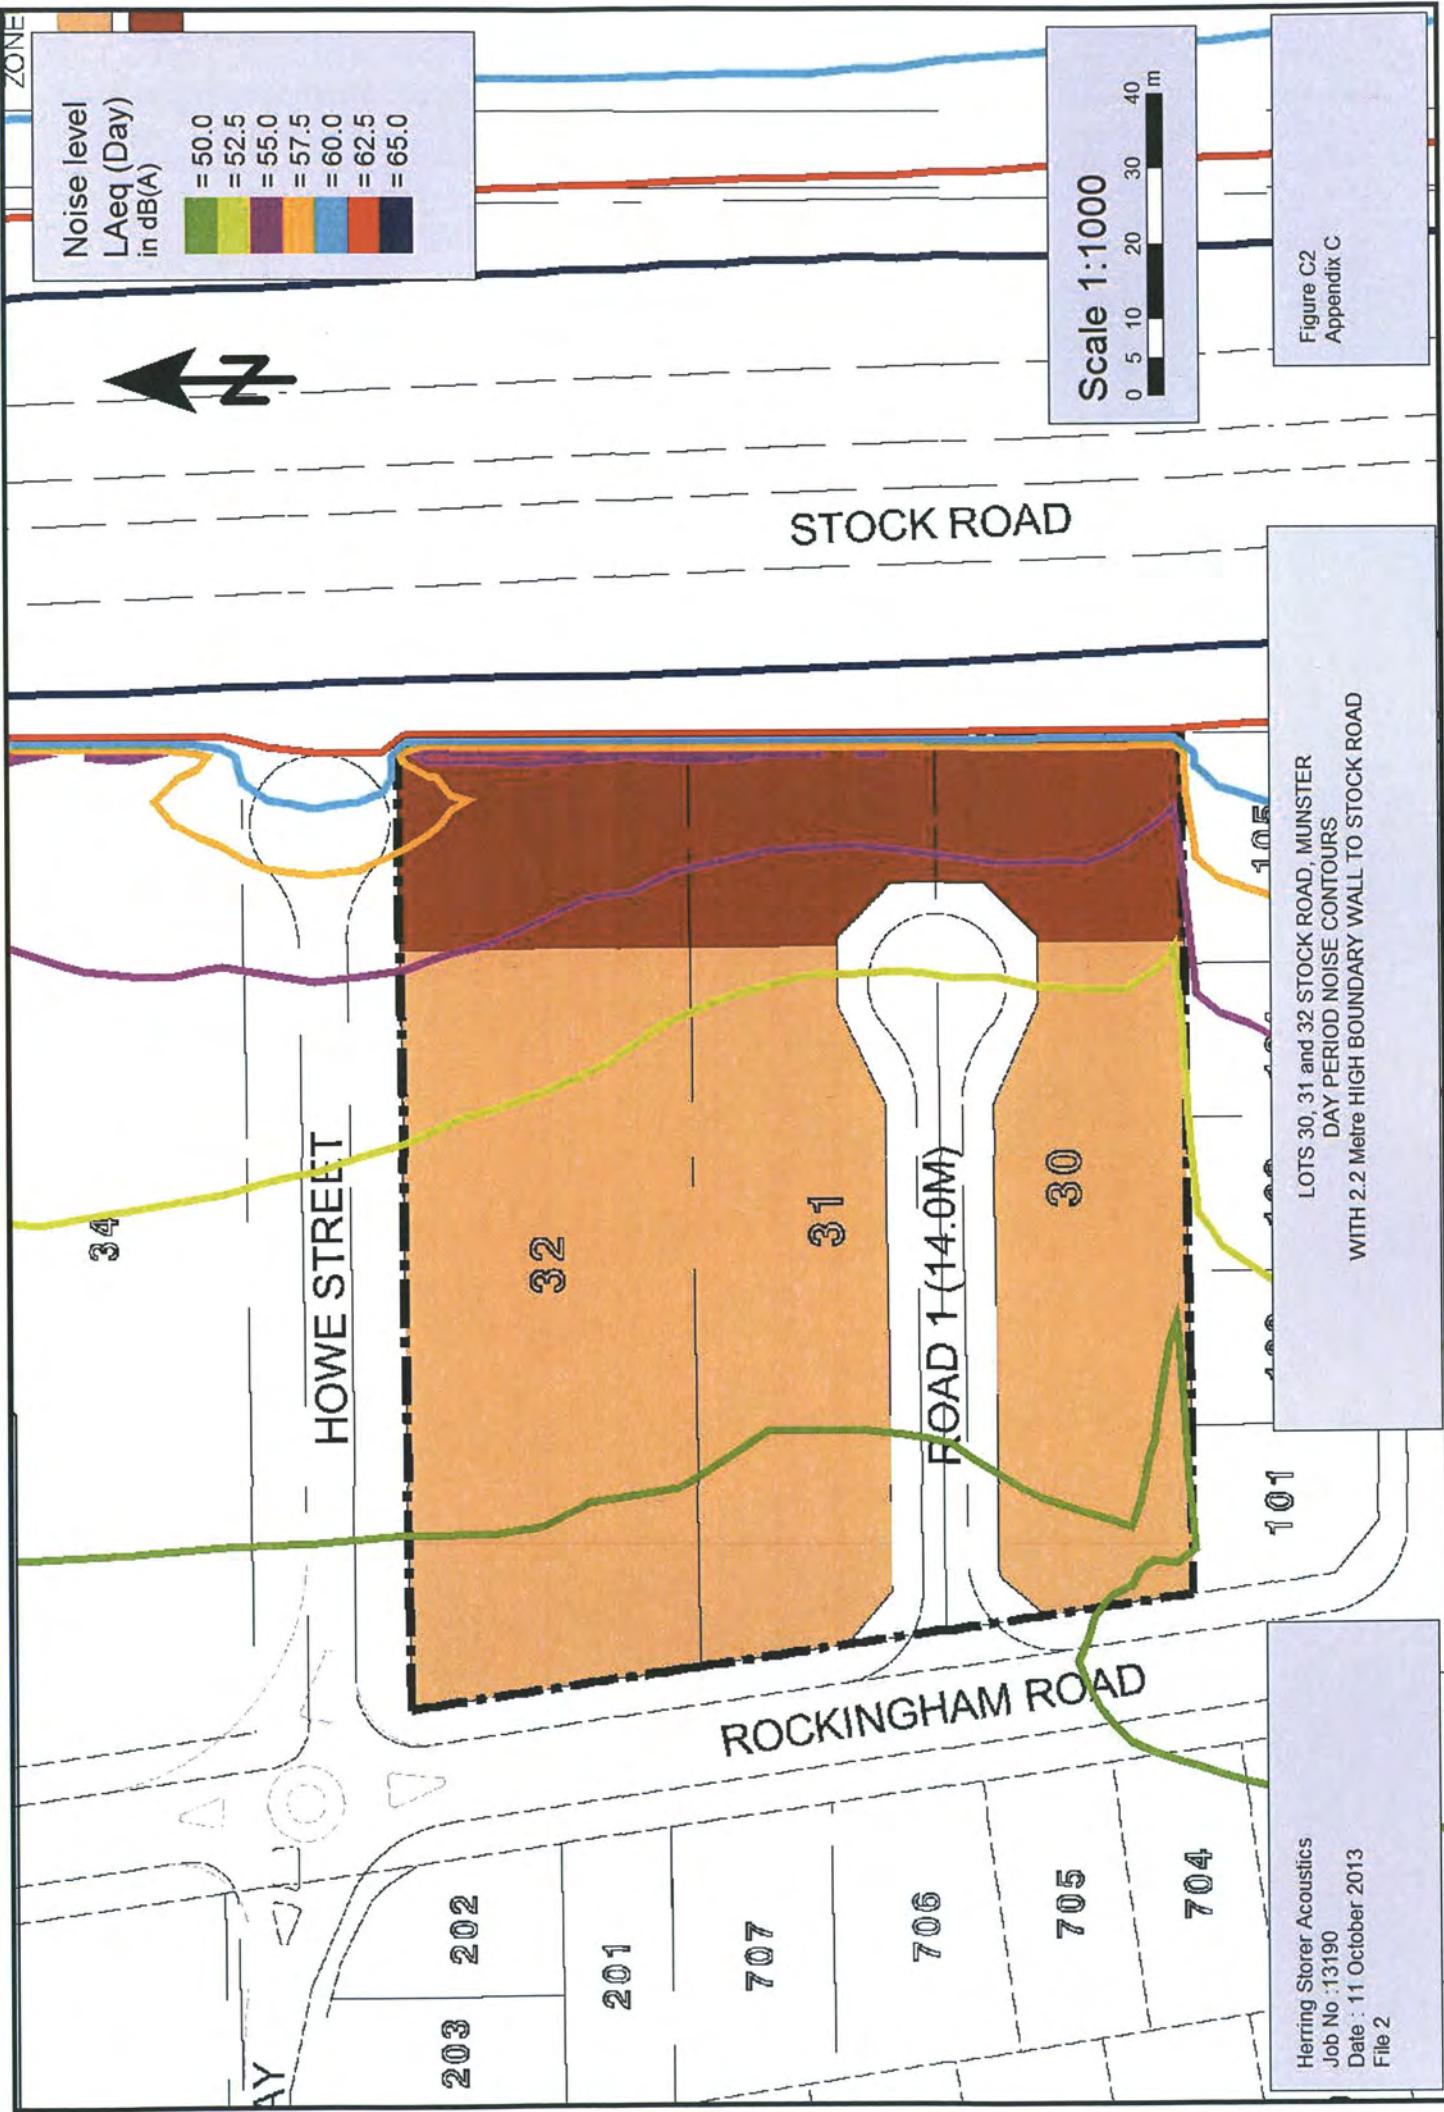 ZONE
Noise level
LAeq (Day)
in dB(A)
= 50.0
= 52.5
= 55.0
= 57.5
= 60.0
= 62.5
= 65.0
N
STOCK ROAD
Scale 1:1000
0 5 10 20 30 40
m
Figure C2
Appendix C
34
HOWE STREET
32
31
ROAD 1 (14.0M)
30
105
101
ROCKINGHAM ROAD
AY
203
202
201
707
706
705
704
LOTS 30, 31 and 32 STOCK ROAD, MUNSTER
DAY PERIOD NOISE CONTOURS
WITH 2.2 Metre HIGH BOUNDARY WALL TO STOCK ROAD
Herring Storer Acoustics
Job No :13190
Date : 11 October 2013
File 2